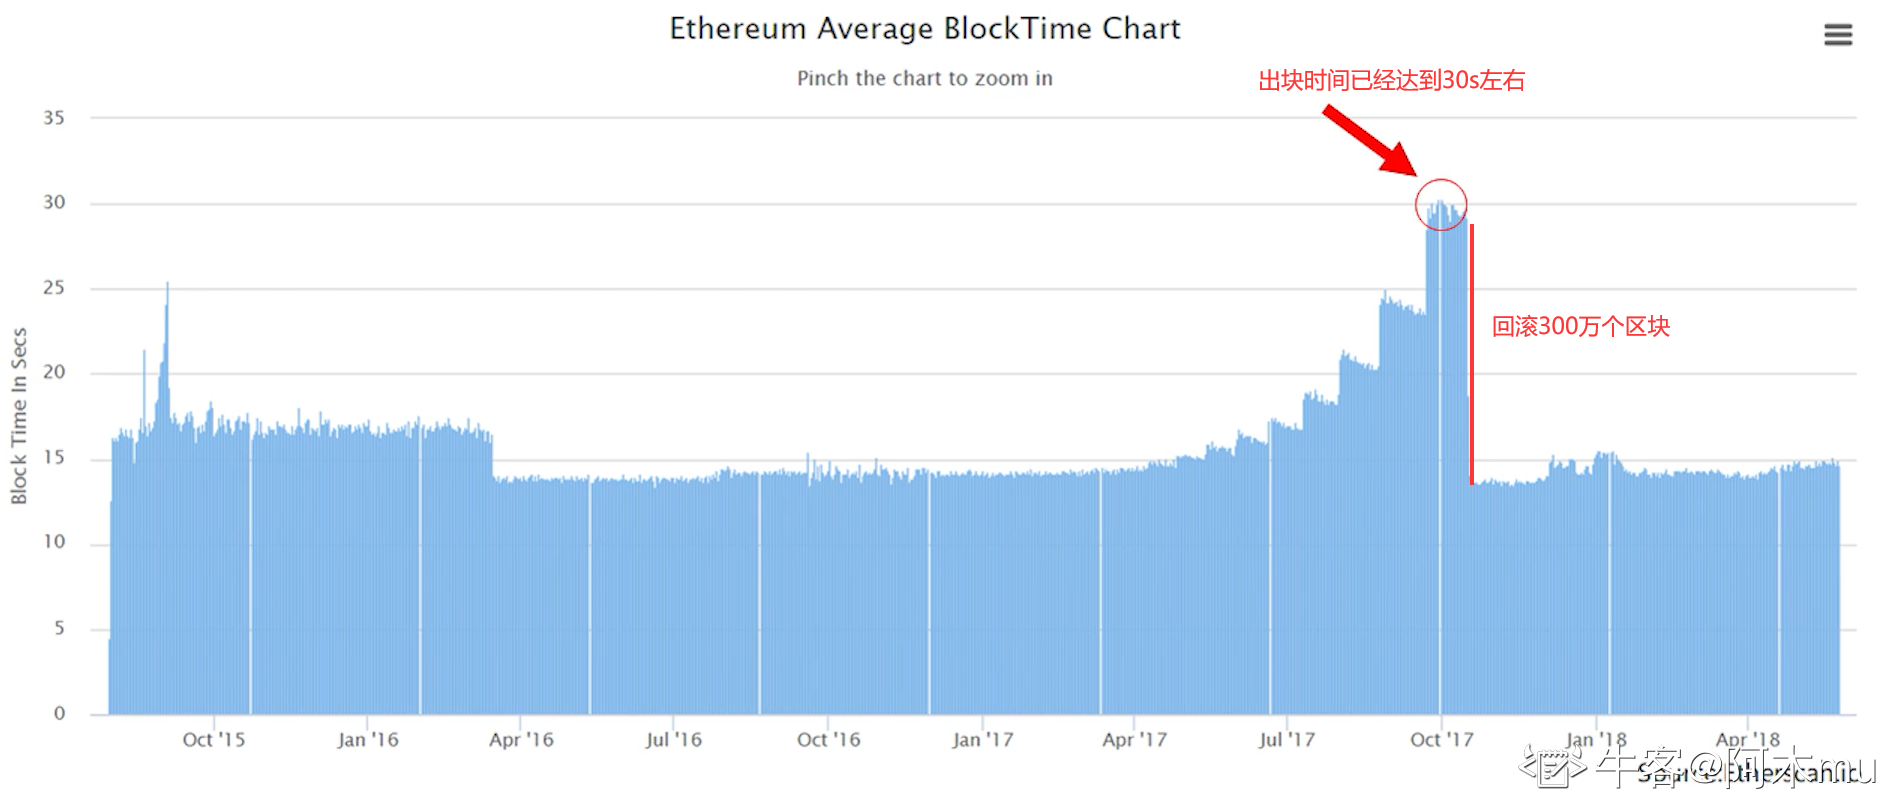 Ethereum Average BlockTime Chart
Pinch the chart to zoom in
出块时间已经达到30s左右
35
30
25
20
15
10
5
0
Block Time In Secs
回滚300万个区块
Oct '15
Jan '16
Apr '16
Jul '16
Oct '16
Jan '17
Apr '17
Jul '17
Oct '17
Jan '18
Apr '18
Source:Etherscan.io
牛客@阿木mu